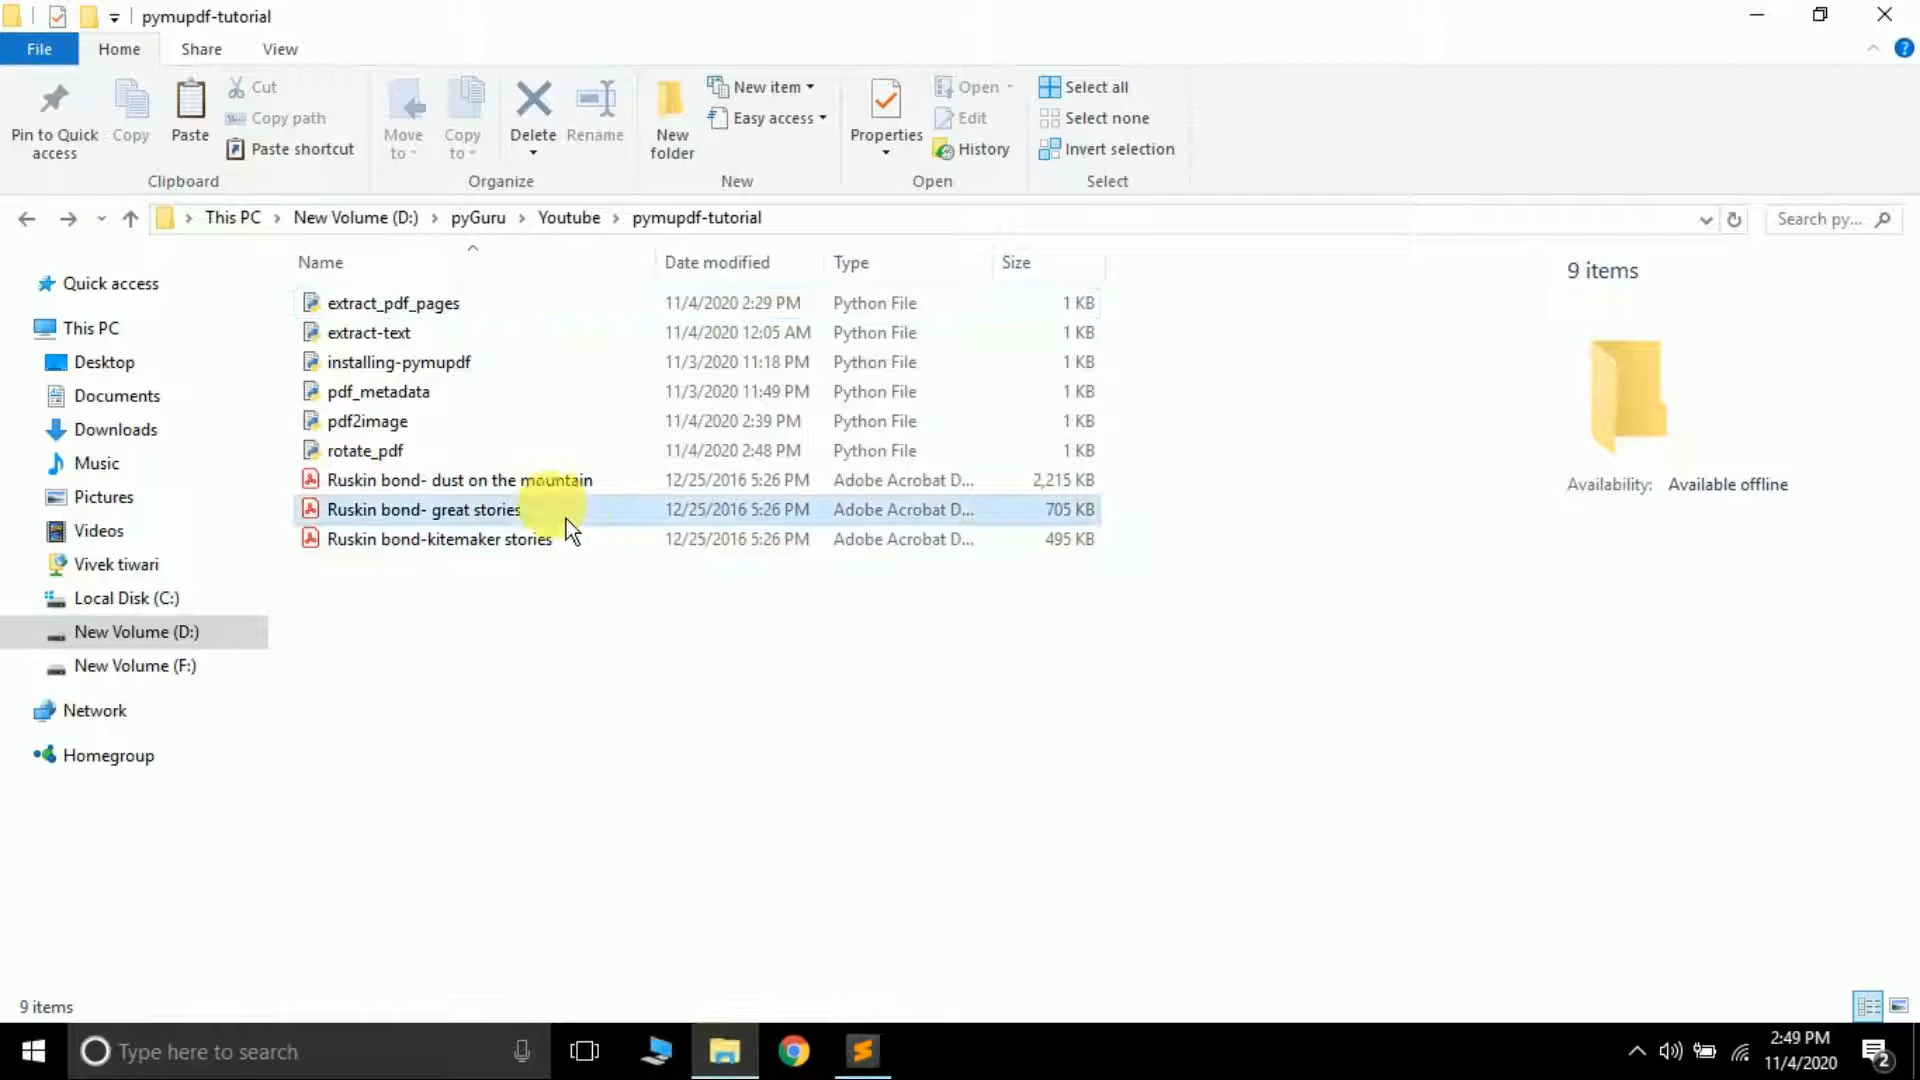 pymupdf-tutorial
File Home Share View
Pin to Quick access
Copy
Paste
Cut
Copy path
Paste shortcut
Clipboard
Move to
Copy to
Delete
Rename
Organize
New folder
New item
Easy access
New
Properties
Open
Edit
History
Open
Select all
Select none
Invert selection
Select
This PC > New Volume (D:) > pyGuru > Youtube > pymupdf-tutorial
Search py...
Name Date modified Type Size
extract_pdf_pages 11/4/2020 2:29 PM Python File 1 KB
extract-text 11/4/2020 12:05 AM Python File 1 KB
installing-pymupdf 11/3/2020 11:18 PM Python File 1 KB
pdf_metadata 11/3/2020 11:49 PM Python File 1 KB
pdf2image 11/4/2020 2:39 PM Python File 1 KB
rotate_pdf 11/4/2020 2:48 PM Python File 1 KB
Ruskin bond- dust on the mountain 12/25/2016 5:26 PM Adobe Acrobat D... 2,215 KB
Ruskin bond- great stories 12/25/2016 5:26 PM Adobe Acrobat D... 705 KB
Ruskin bond-kitemaker stories 12/25/2016 5:26 PM Adobe Acrobat D... 495 KB
Quick access
This PC
Desktop
Documents
Downloads
Music
Pictures
Videos
Vivek tiwari
Local Disk (C:)
New Volume (D:)
New Volume (F:)
Network
Homegroup
9 items
Availability: Available offline
9 items
Type here to search
2:49 PM
11/4/2020
2